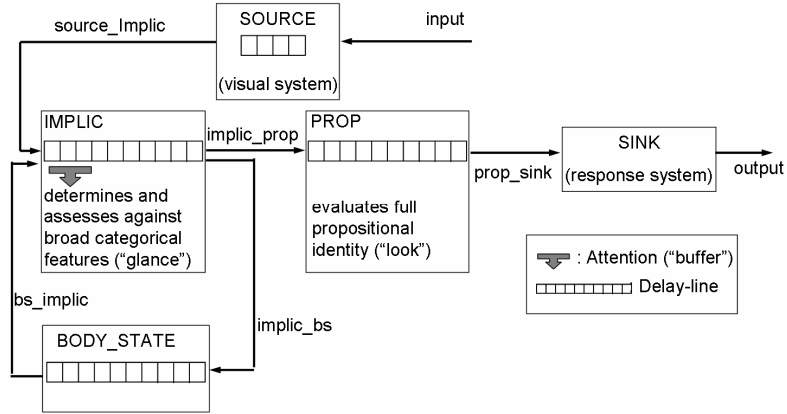 source_Implic
SOURCE
input
(visual system)
IMPLIC
implic_prop
PROP
SINK
(response system)
prop_sink
output
determines and
assesses against
broad categorical
features (“glance”)
evaluates full
propositional
identity (“look”)
: Attention (“buffer”)
Delay-line
bs_implic
implic_bs
BODY_STATE